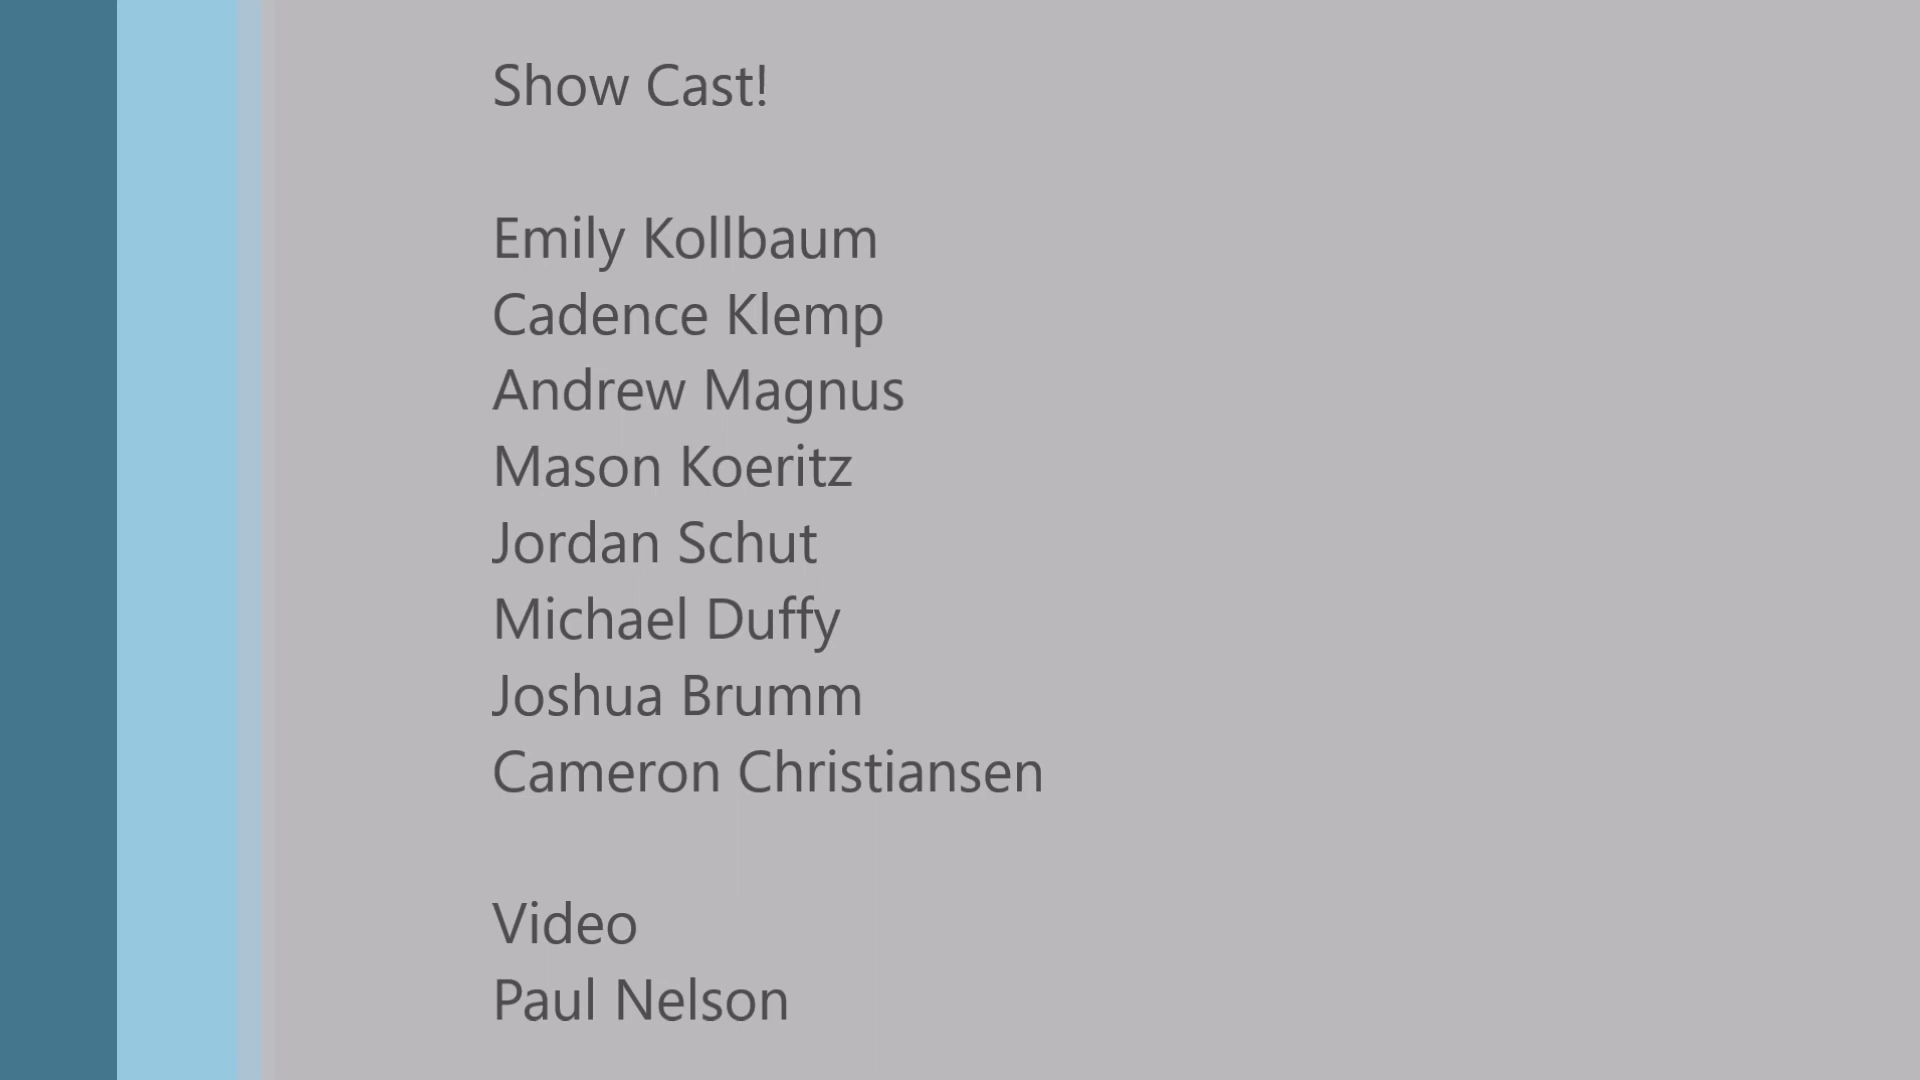 Show Cast!
Emily Kollbaum
Cadence Klemp
Andrew Magnus
Mason Koeritz
Jordan Schut
Michael Duffy
Joshua Brumm
Cameron Christiansen
Video
Paul Nelson